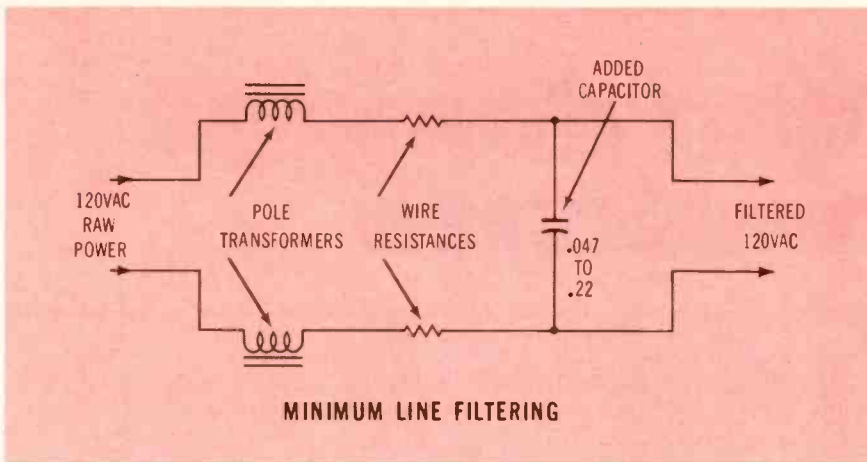 ADDED
CAPACITOR
120VAC
RAW
POWER
POLE
TRANSFORMERS
WIRE
RESISTANCES
.047
TO
.22
FILTERED
120VAC
MINIMUM LINE FILTERING